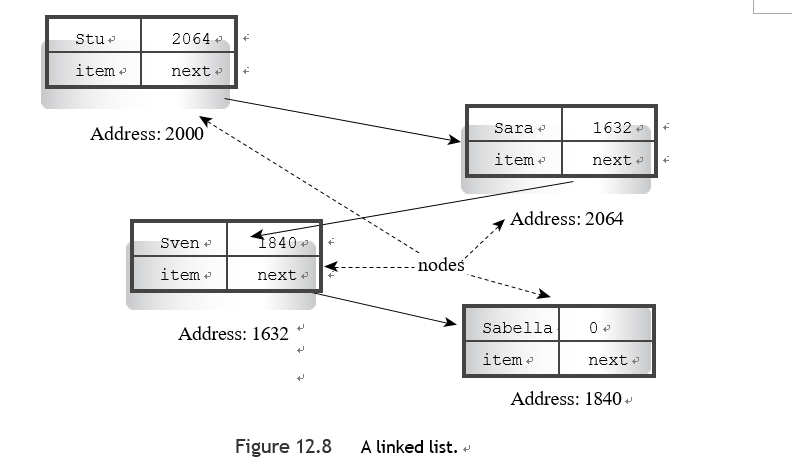 Stu 2064
item next
Address: 2000
Sara 1632
item next
Address: 2064
Sven 1840
item next
Address: 1632
nodes
Sabella 0
item next
Address: 1840
Figure 12.8 A linked list.